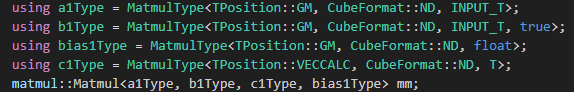 using a1Type = MatmulType<TPosition::GM, CubeFormat::ND, INPUT_T>;
using b1Type = MatmulType<TPosition::GM, CubeFormat::ND, INPUT_T, true>;
using bias1Type = MatmulType<TPosition::GM, CubeFormat::ND, float>;
using c1Type = MatmulType<TPosition::VECCALC, CubeFormat::ND, T>;
matmul::Matmul<a1Type, b1Type, c1Type, bias1Type> mm;